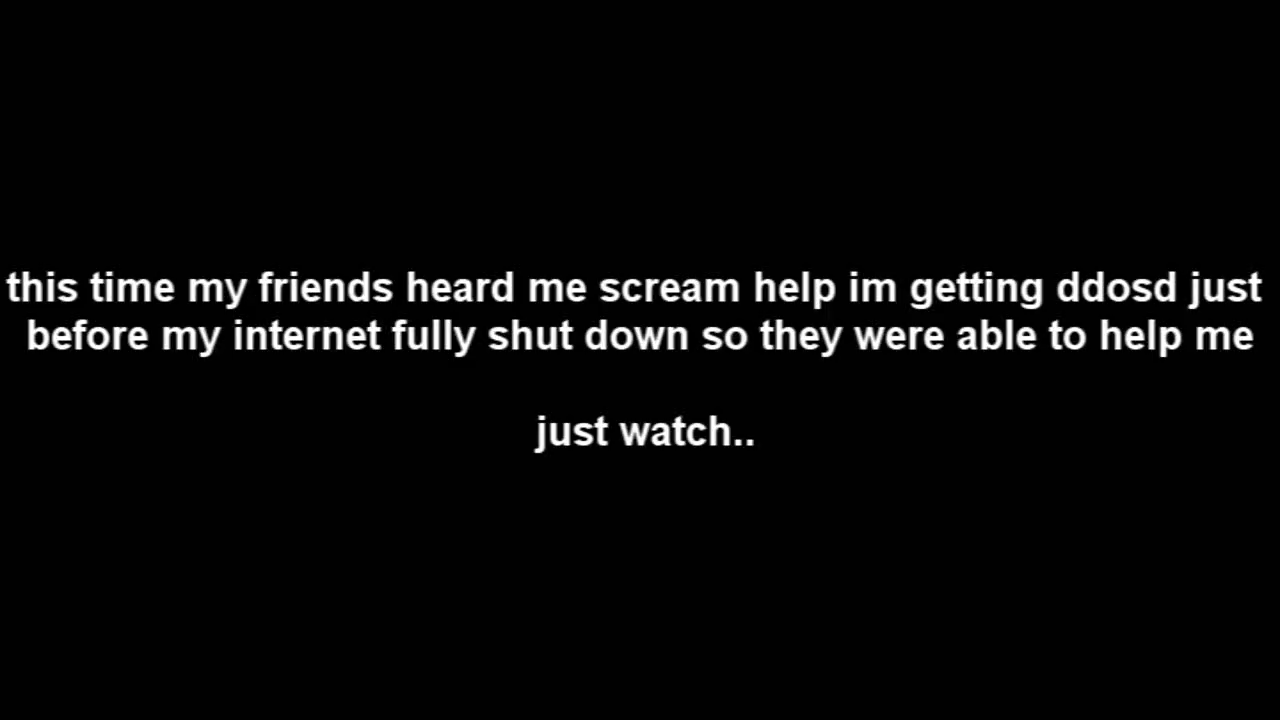 this time my friends heard me scream help im getting ddosd just
before my internet fully shut down so they were able to help me
just watch..